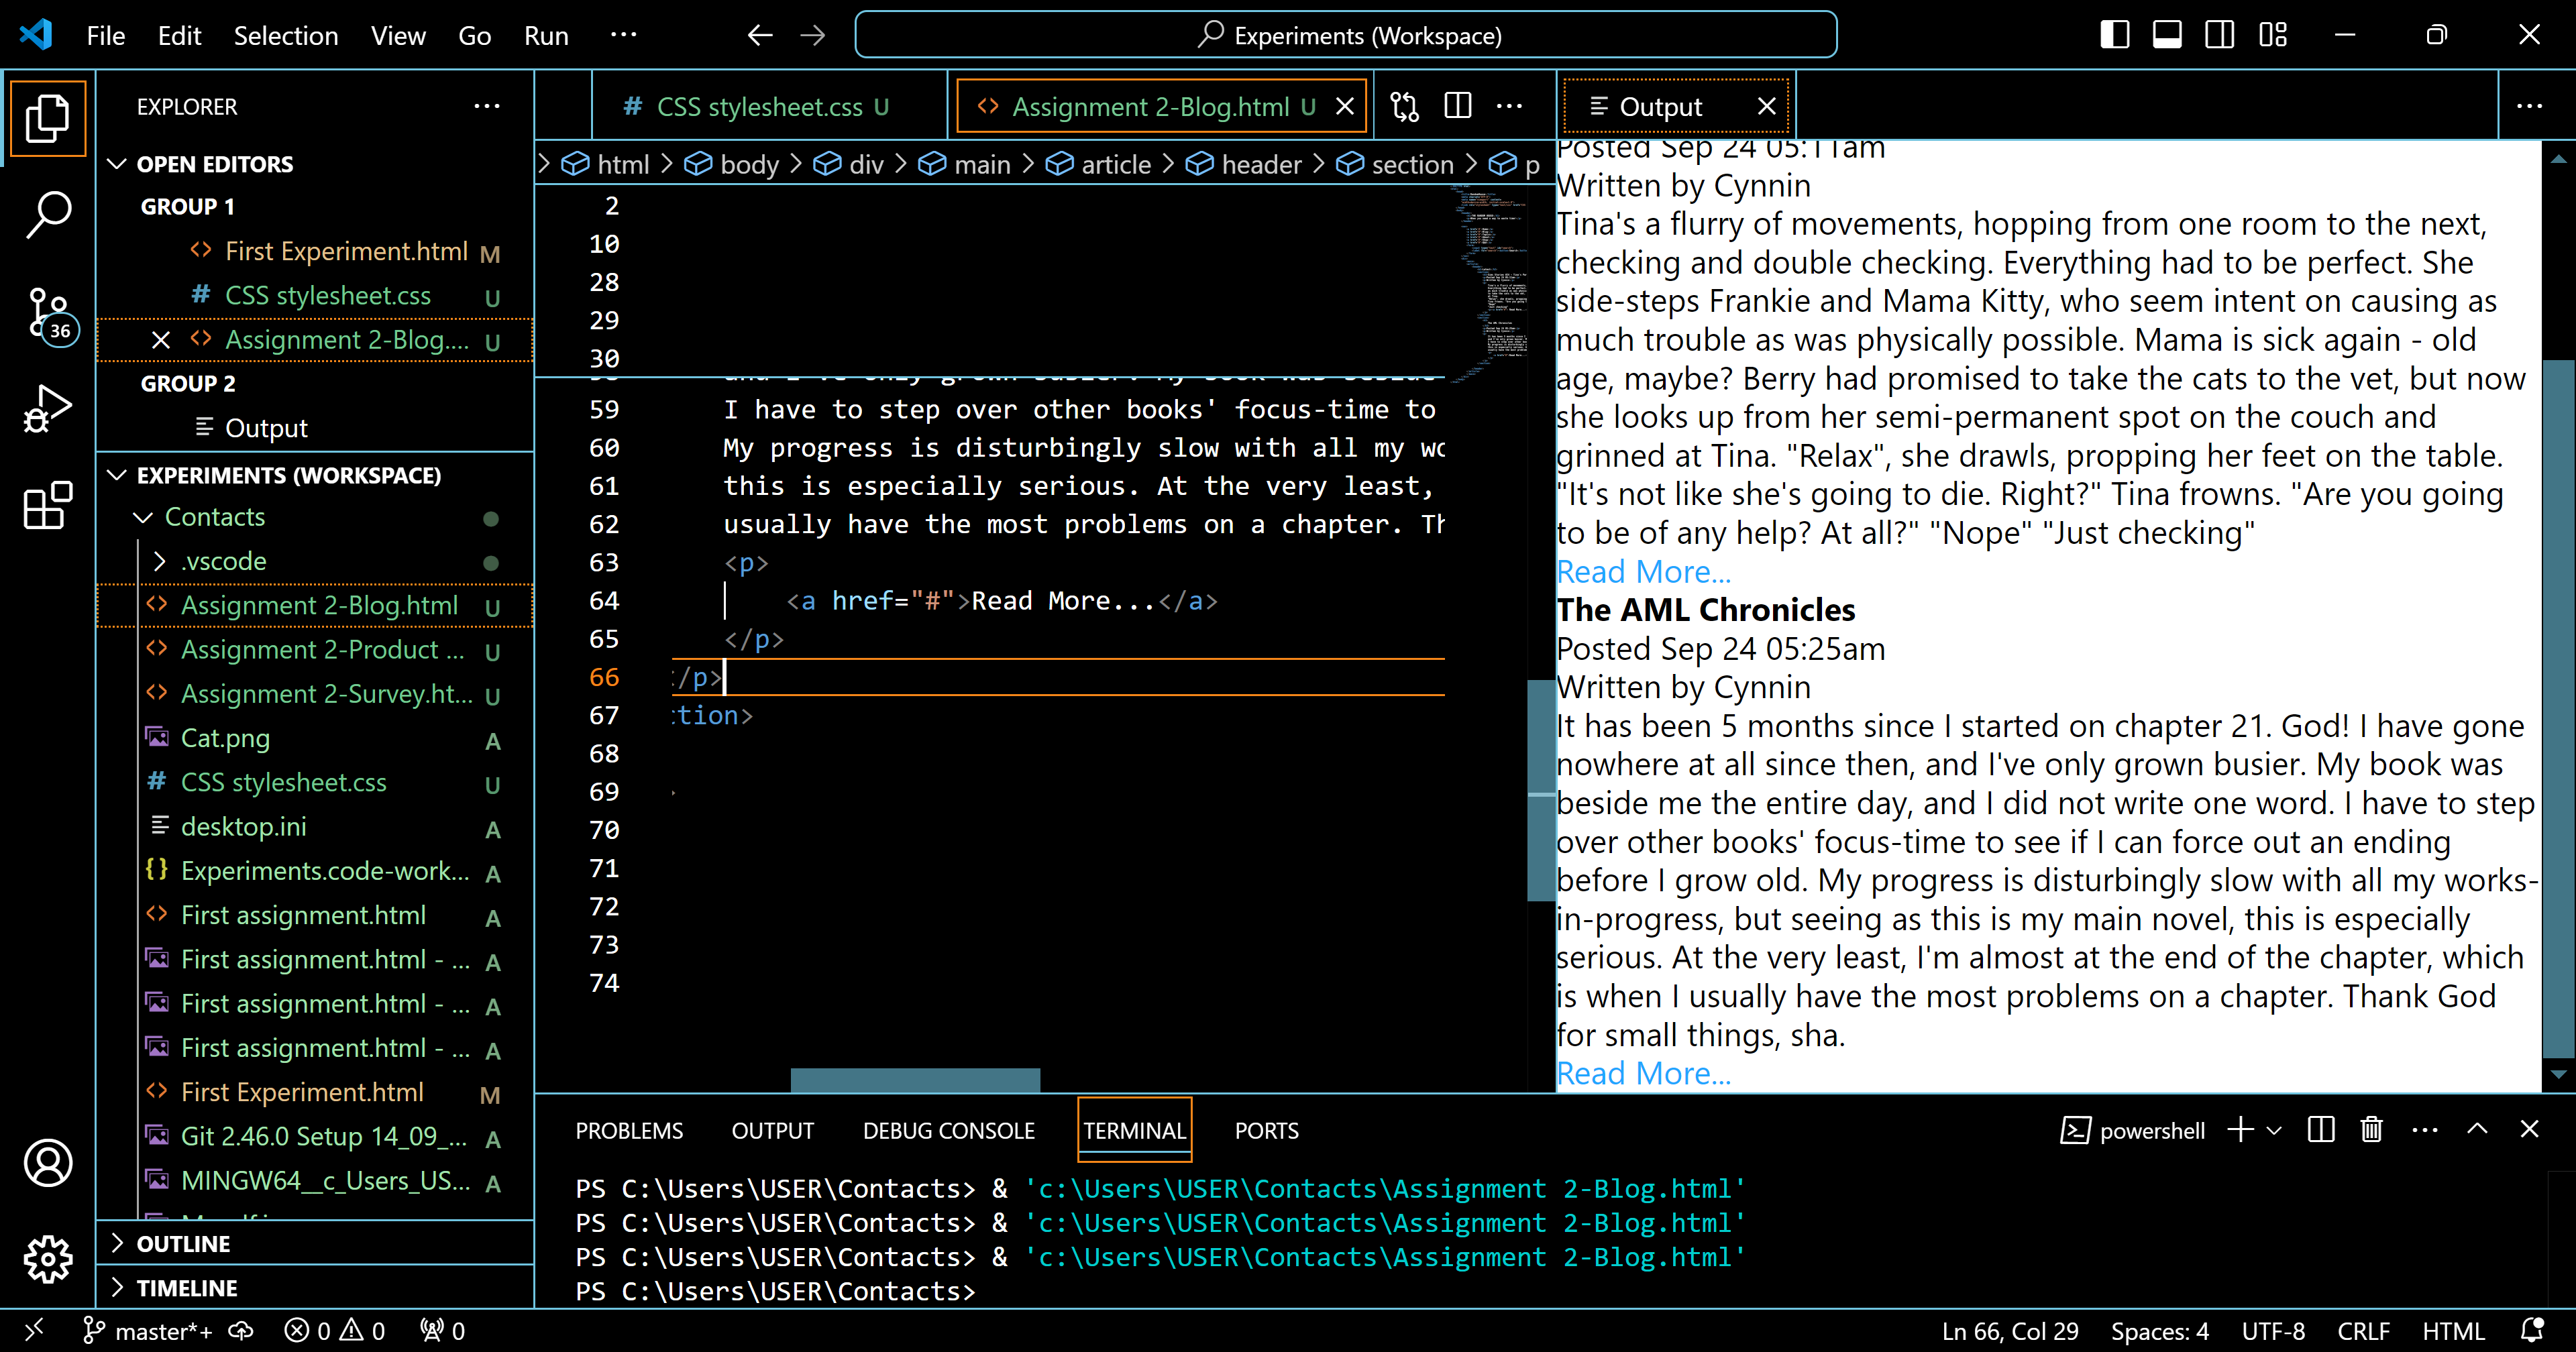 File Edit Selection View Go Run ···
Experiments (Workspace)
EXPLORER
OPEN EDITORS
GROUP 1
First Experiment.html M
# CSS stylesheet.css U
Assignment 2-Blog.... U
GROUP 2
Output
EXPERIMENTS (WORKSPACE)
Contacts
.vscode
Assignment 2-Blog.html U
Assignment 2-Product ... U
Assignment 2-Survey.ht... U
Cat.png A
# CSS stylesheet.css U
desktop.ini A
{} Experiments.code-work... A
First assignment.html A
First assignment.html - ... A
First assignment.html - ... A
First assignment.html - ... A
First Experiment.html M
Git 2.46.0 Setup 14_09_... A
MINGW64__c_Users_US... A
OUTLINE
TIMELINE
36
# CSS stylesheet.css U
<> Assignment 2-Blog.html U
> html > body > div > main > article > header > section > p
2
10
28
29
30
59 I have to step over other books' focus-time to
60 My progress is disturbingly slow with all my wo
61 this is especially serious. At the very least,
62 usually have the most problems on a chapter. Th
63 <p>
64 <a href="#">Read More...</a>
65 </p>
66 /p>
67 ction>
68
69
70
71
72
73
74
Output
Posted Sep 24 05:11am
Written by Cynnin
Tina's a flurry of movements, hopping from one room to the next,
checking and double checking. Everything had to be perfect. She
side-steps Frankie and Mama Kitty, who seem intent on causing as
much trouble as was physically possible. Mama is sick again - old
age, maybe? Berry had promised to take the cats to the vet, but now
she looks up from her semi-permanent spot on the couch and
grinned at Tina. "Relax", she drawls, propping her feet on the table.
"It's not like she's going to die. Right?" Tina frowns. "Are you going
to be of any help? At all?" "Nope" "Just checking"
Read More...
The AML Chronicles
Posted Sep 24 05:25am
Written by Cynnin
It has been 5 months since I started on chapter 21. God! I have gone
nowhere at all since then, and I've only grown busier. My book was
beside me the entire day, and I did not write one word. I have to step
over other books' focus-time to see if I can force out an ending
before I grow old. My progress is disturbingly slow with all my works-
in-progress, but seeing as this is my main novel, this is especially
serious. At the very least, I'm almost at the end of the chapter, which
is when I usually have the most problems on a chapter. Thank God
for small things, sha.
Read More...
PROBLEMS OUTPUT DEBUG CONSOLE TERMINAL PORTS
powershell
PS C:\Users\USER\Contacts> & 'c:\Users\USER\Contacts\Assignment 2-Blog.html'
PS C:\Users\USER\Contacts> & 'c:\Users\USER\Contacts\Assignment 2-Blog.html'
PS C:\Users\USER\Contacts> & 'c:\Users\USER\Contacts\Assignment 2-Blog.html'
PS C:\Users\USER\Contacts>
master*+ 0 0 0
Ln 66, Col 29 Spaces: 4 UTF-8 CRLF HTML